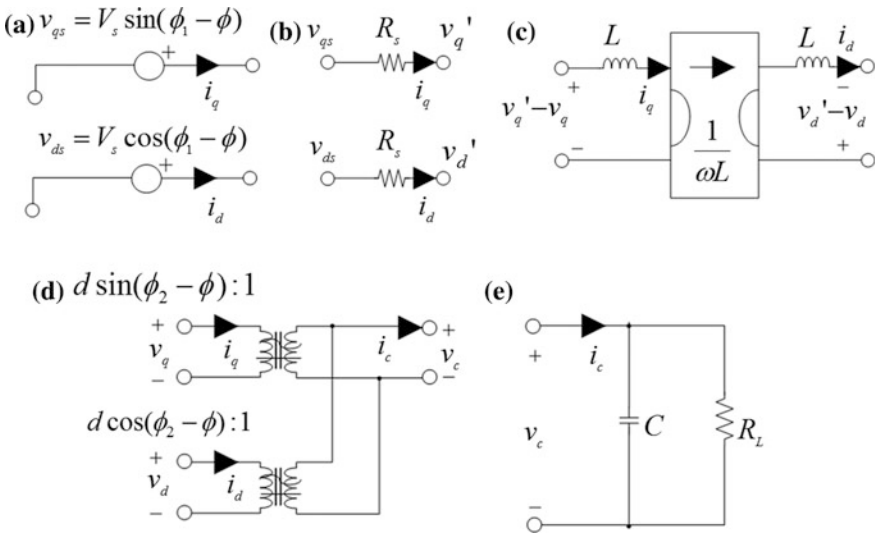 (a) v_qs = V_s sin(ϕ_1 − ϕ)
+
i_q
v_ds = V_s cos(ϕ_1 − ϕ)
+
i_d
(b) v_qs R_s v_q'
i_q
v_ds R_s v_d'
i_d
(c)
L L i_d
+ i_q −
v_q'−v_q v_d'−v_d
1
ωL
− +
(d) d sin(ϕ_2 − ϕ) : 1
+ +
v_q i_q i_c v_c
− −
d cos(ϕ_2 − ϕ) : 1
+
v_d i_d
−
(e)
+ i_c
v_c C R_L
−